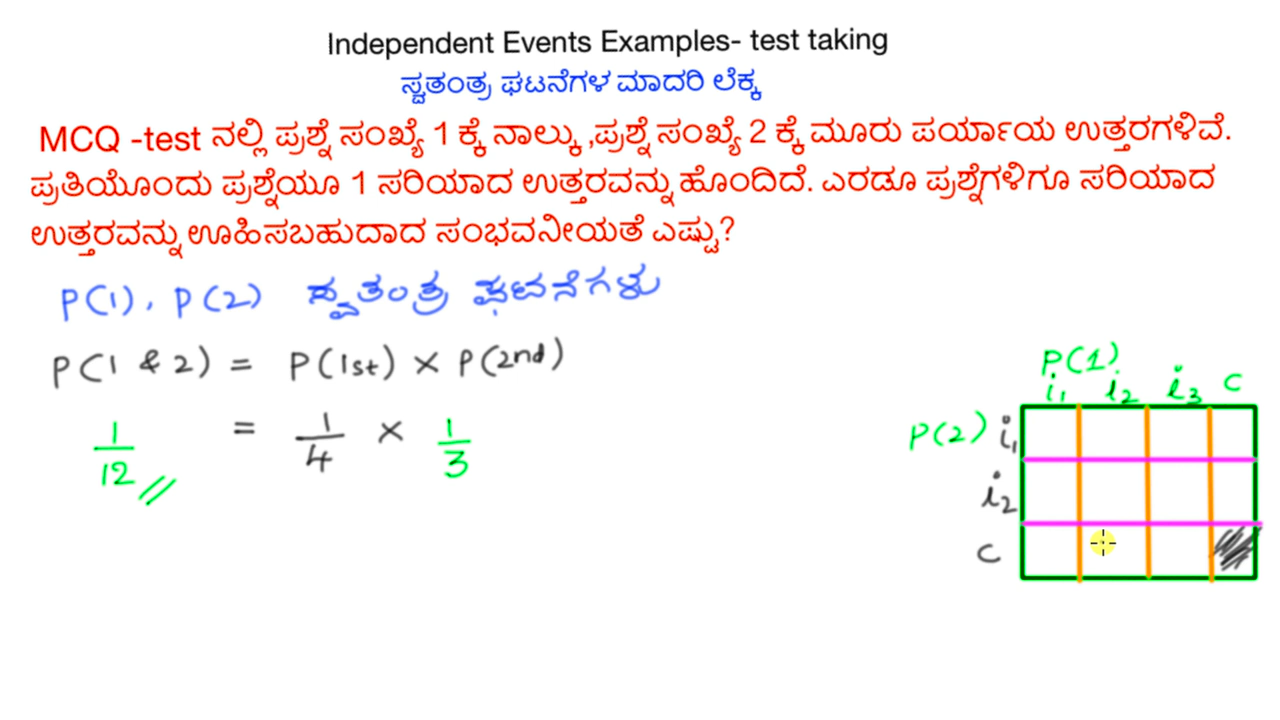 Independent Events Examples- test taking
ಸ್ವತಂತ್ರ ಘಟನೆಗಳ ಮಾದರಿ ಲೆಕ್ಕ
MCQ -test ನಲ್ಲಿ ಪ್ರಶ್ನೆ ಸಂಖ್ಯೆ 1 ಕ್ಕೆ ನಾಲ್ಕು ,ಪ್ರಶ್ನೆ ಸಂಖ್ಯೆ 2 ಕ್ಕೆ ಮೂರು ಪರ್ಯಾಯ ಉತ್ತರಗಳಿವೆ.
ಪ್ರತಿಯೊಂದು ಪ್ರಶ್ನೆಯೂ 1 ಸರಿಯಾದ ಉತ್ತರವನ್ನು ಹೊಂದಿದೆ. ಎರಡೂ ಪ್ರಶ್ನೆಗಳಿಗೂ ಸರಿಯಾದ
ಉತ್ತರವನ್ನು ಊಹಿಸಬಹುದಾದ ಸಂಭವನೀಯತೆ ಎಷ್ಟು?
P(1), P(2) ಸ್ವತಂತ್ರ ಘಟನೆಗಳು
P(1 & 2) = P(1st) × P(2nd)
1/12 = 1/4 × 1/3
P(1)
i1 i2 i3 c
P(2) i1
i2
c